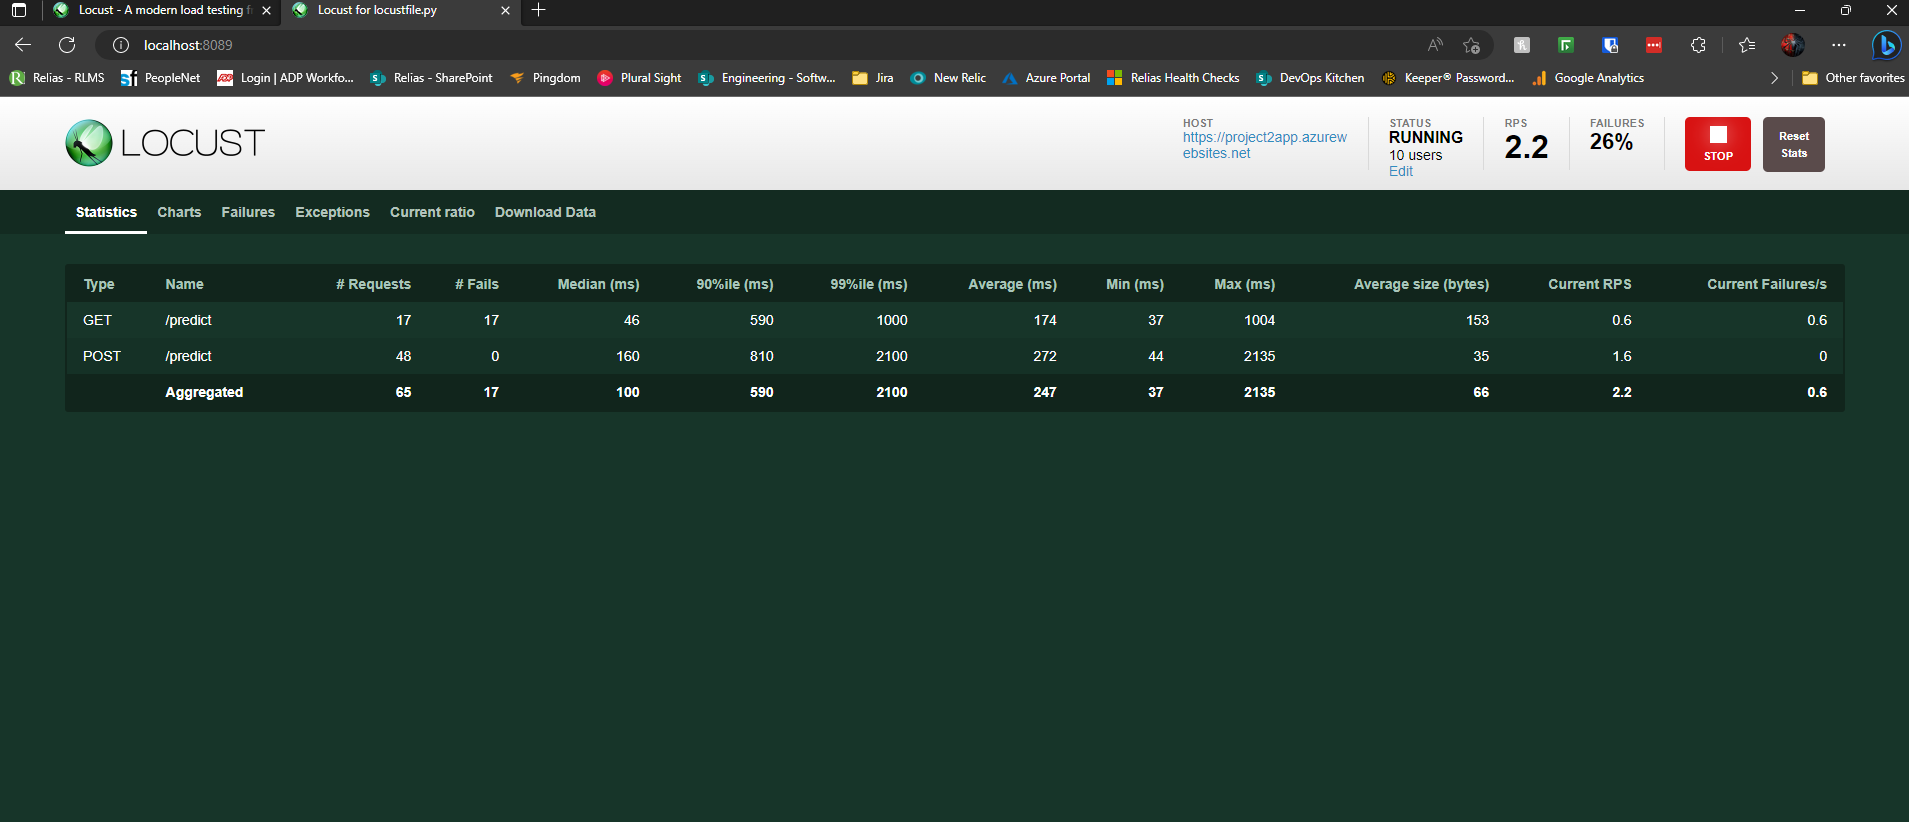 Locust - A modern load testing f
Locust for locustfile.py
localhost:8089
Relias - RLMS PeopleNet Login | ADP Workfo... Relias - SharePoint Pingdom Plural Sight Engineering - Softw... Jira New Relic Azure Portal Relias Health Checks DevOps Kitchen Keeper® Password... Google Analytics Other favorites
LOCUST
HOST
https://project2app.azurew
ebsites.net
STATUS
RUNNING
10 users
Edit
RPS
2.2
FAILURES
26%
STOP
Reset
Stats
Statistics Charts Failures Exceptions Current ratio Download Data
Type Name # Requests # Fails Median (ms) 90%ile (ms) 99%ile (ms) Average (ms) Min (ms) Max (ms) Average size (bytes) Current RPS Current Failures/s
GET /predict 17 17 46 590 1000 174 37 1004 153 0.6 0.6
POST /predict 48 0 160 810 2100 272 44 2135 35 1.6 0
Aggregated 65 17 100 590 2100 247 37 2135 66 2.2 0.6